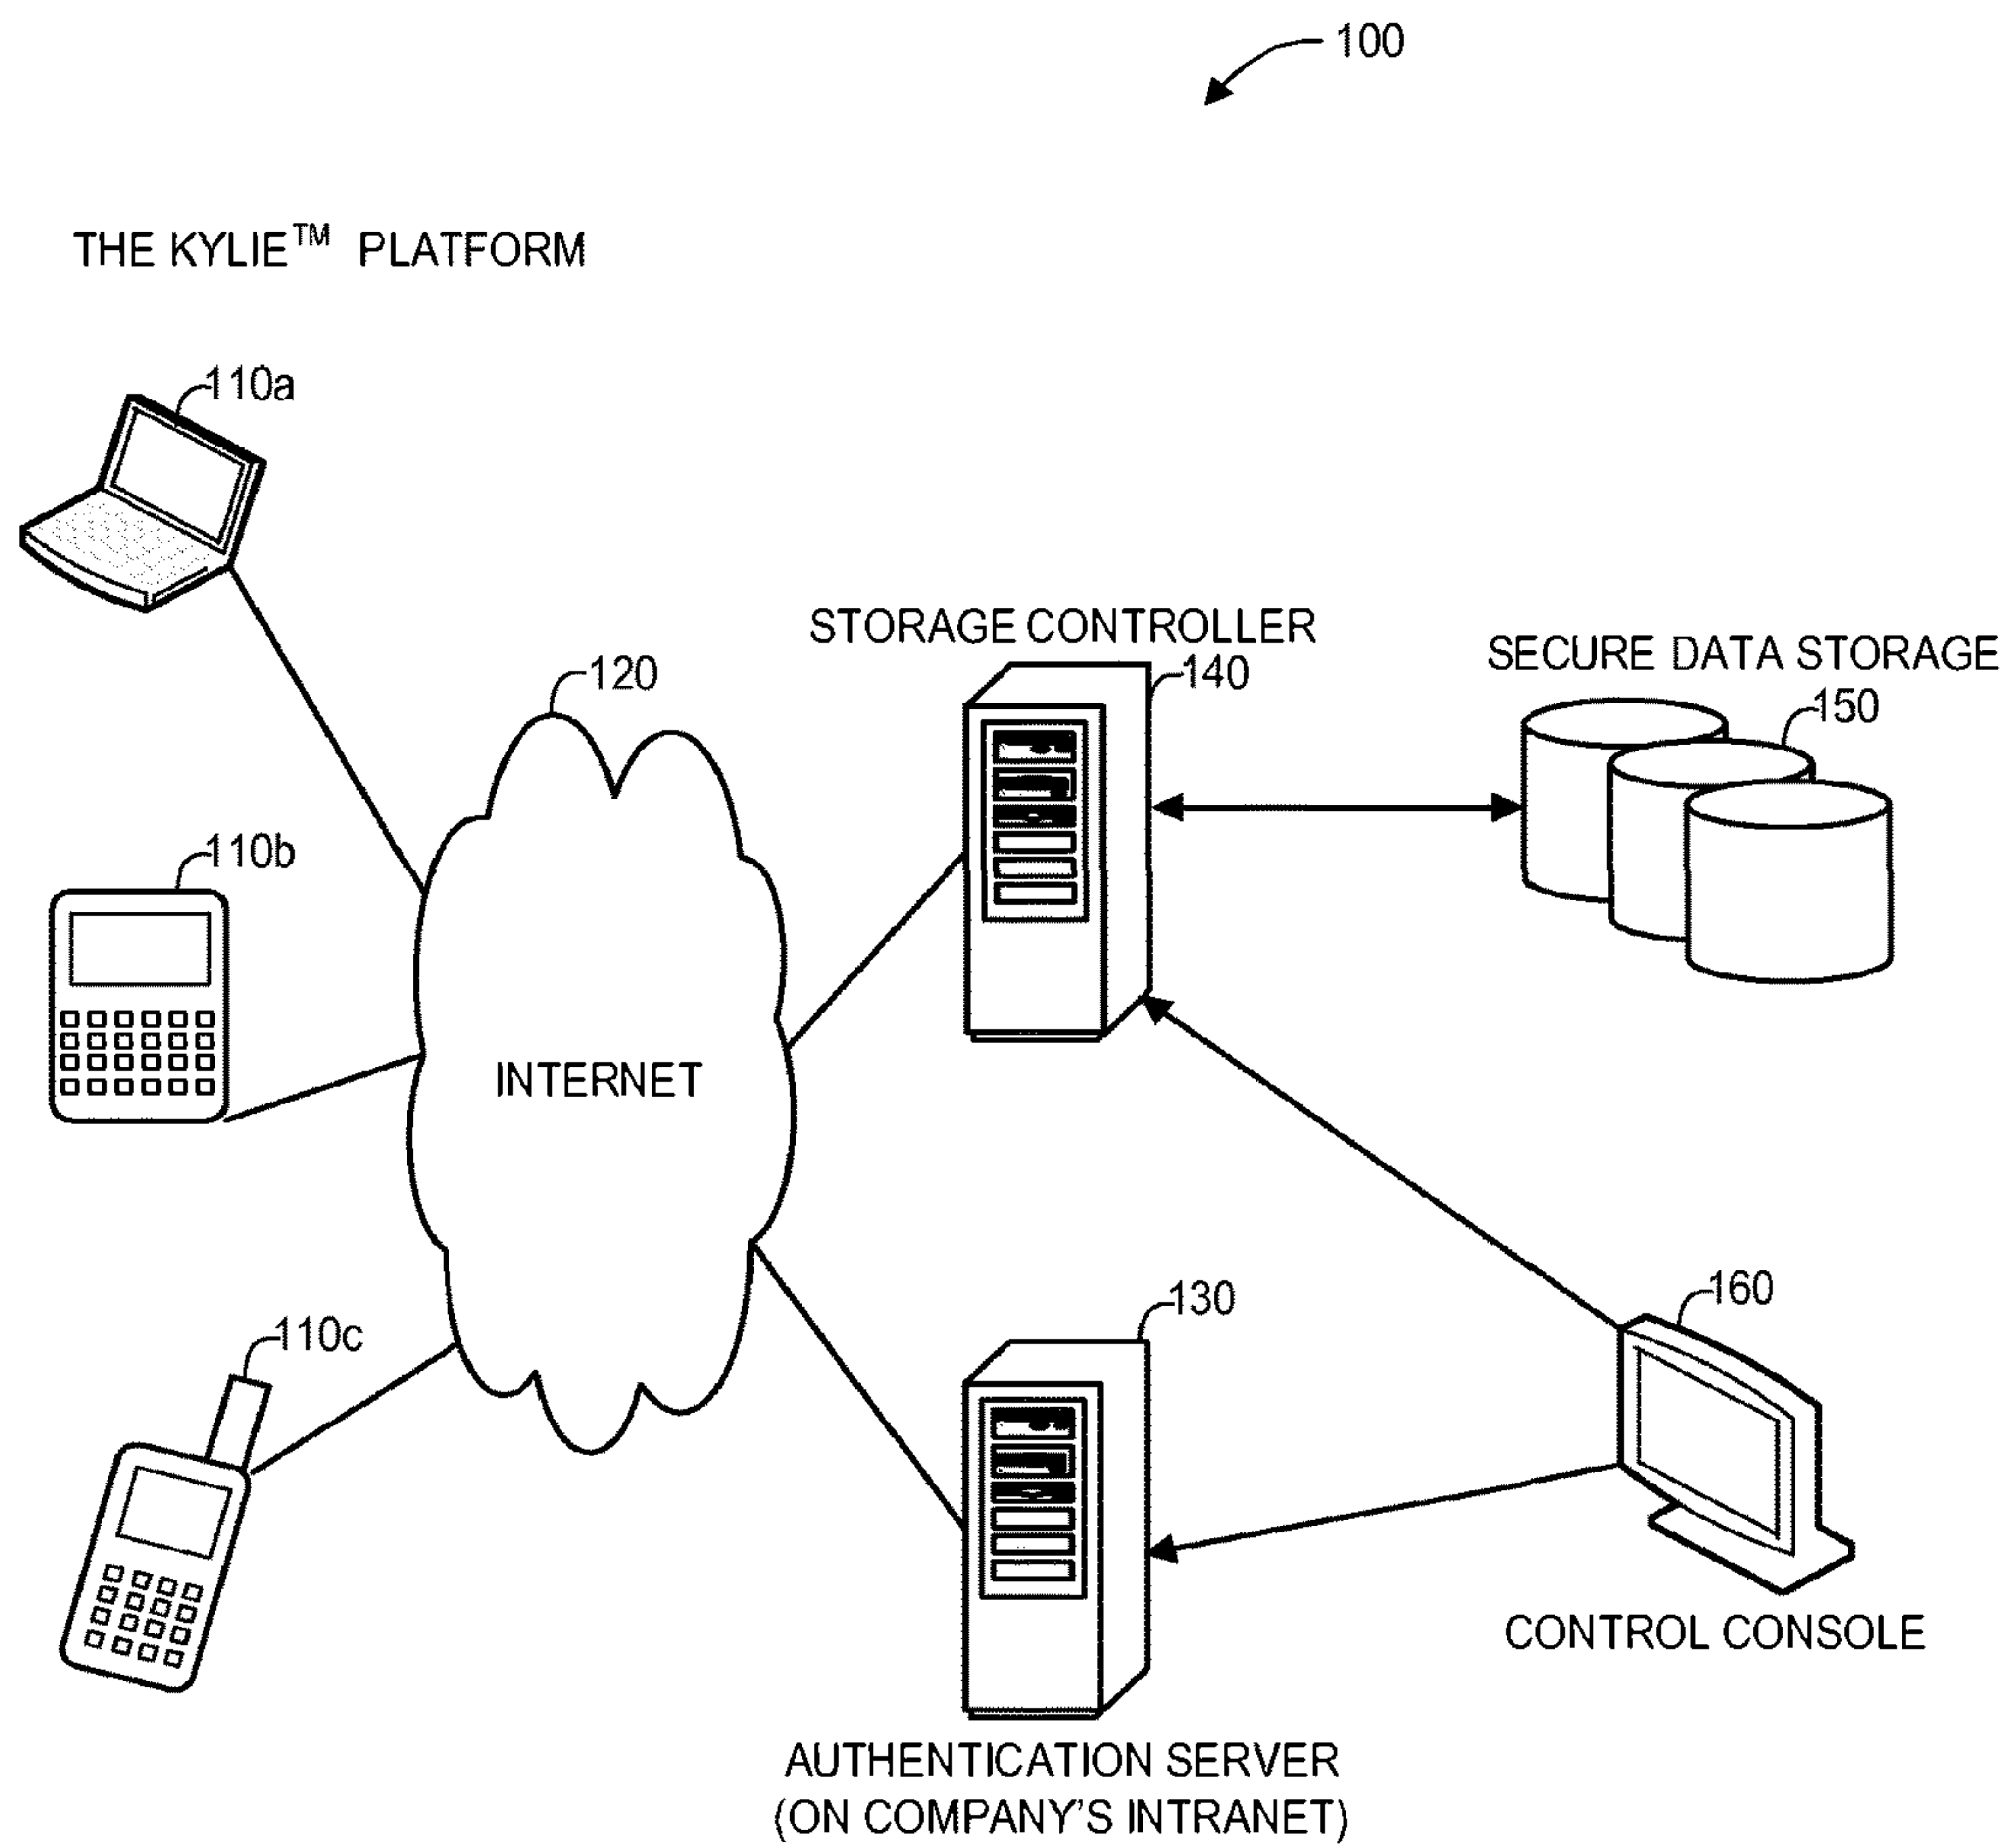 100
THE KYLIE™ PLATFORM
110a
STORAGE CONTROLLER
140
SECURE DATA STORAGE
150
120
110b
INTERNET
110c
130
160
CONTROL CONSOLE
AUTHENTICATION SERVER
(ON COMPANY'S INTRANET)